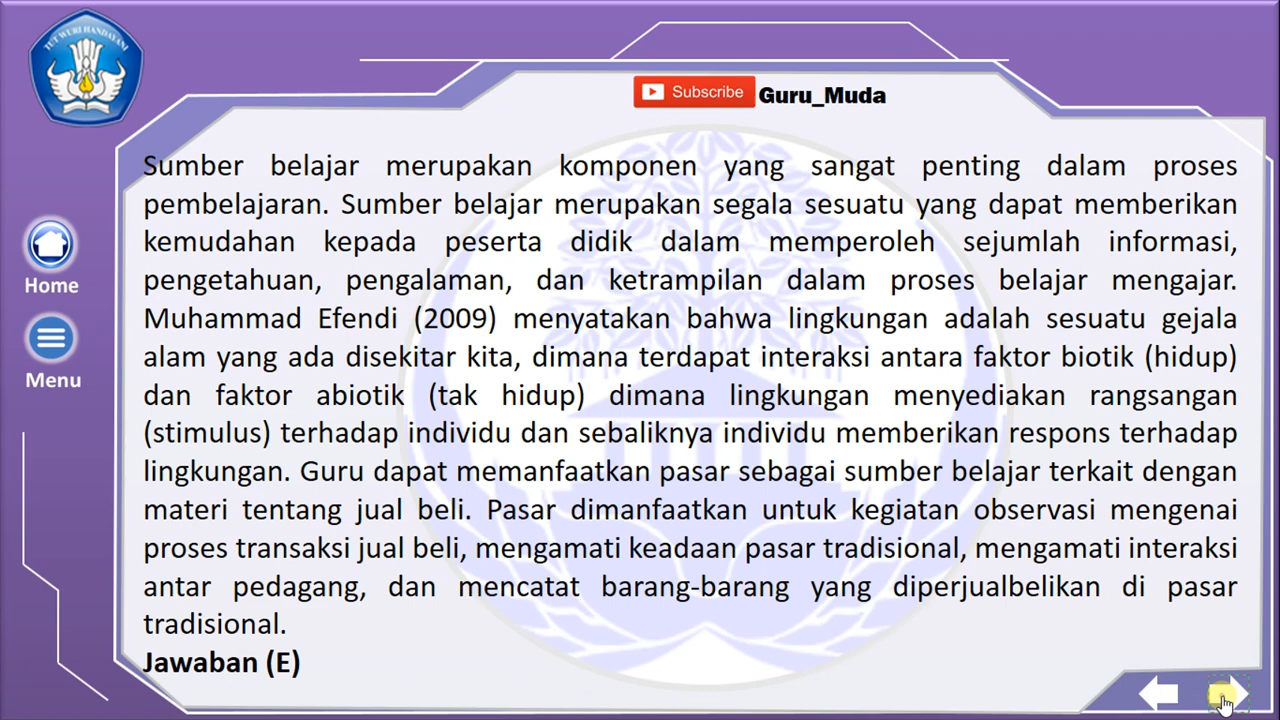 TUT WURI HANDAYANI
Subscribe Guru_Muda
Sumber belajar merupakan komponen yang sangat penting dalam proses
pembelajaran. Sumber belajar merupakan segala sesuatu yang dapat memberikan
kemudahan kepada peserta didik dalam memperoleh sejumlah informasi,
pengetahuan, pengalaman, dan ketrampilan dalam proses belajar mengajar.
Muhammad Efendi (2009) menyatakan bahwa lingkungan adalah sesuatu gejala
alam yang ada disekitar kita, dimana terdapat interaksi antara faktor biotik (hidup)
dan faktor abiotik (tak hidup) dimana lingkungan menyediakan rangsangan
(stimulus) terhadap individu dan sebaliknya individu memberikan respons terhadap
lingkungan. Guru dapat memanfaatkan pasar sebagai sumber belajar terkait dengan
materi tentang jual beli. Pasar dimanfaatkan untuk kegiatan observasi mengenai
proses transaksi jual beli, mengamati keadaan pasar tradisional, mengamati interaksi
antar pedagang, dan mencatat barang-barang yang diperjualbelikan di pasar
tradisional.
Jawaban (E)
Home
Menu